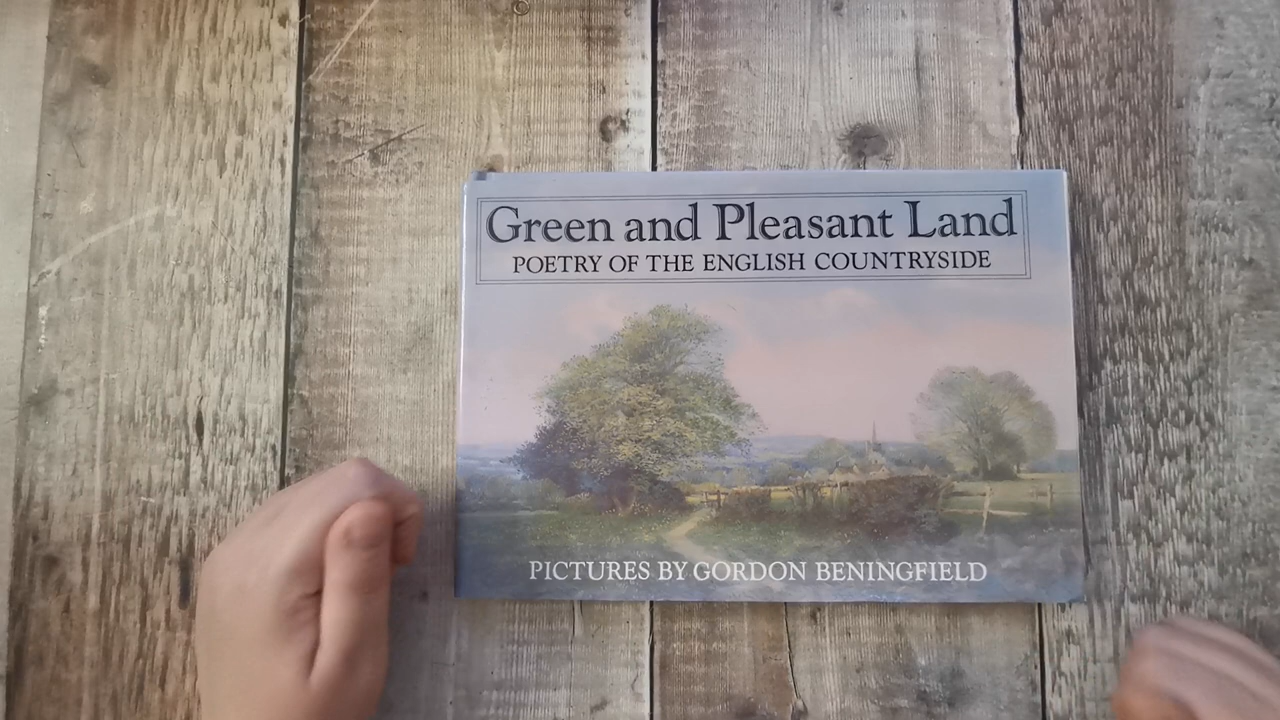 Green and Pleasant Land
POETRY OF THE ENGLISH COUNTRYSIDE
PICTURES BY GORDON BENINGFIELD